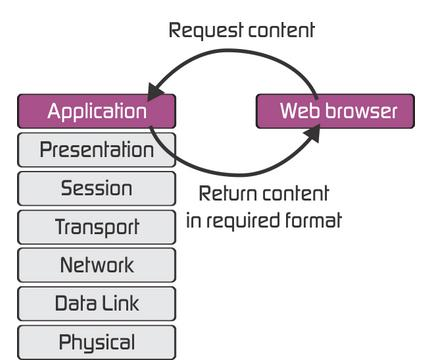 Request content
Application
Web browser
Presentation
Session
Return content
in required format
Transport
Network
Data Link
Physical